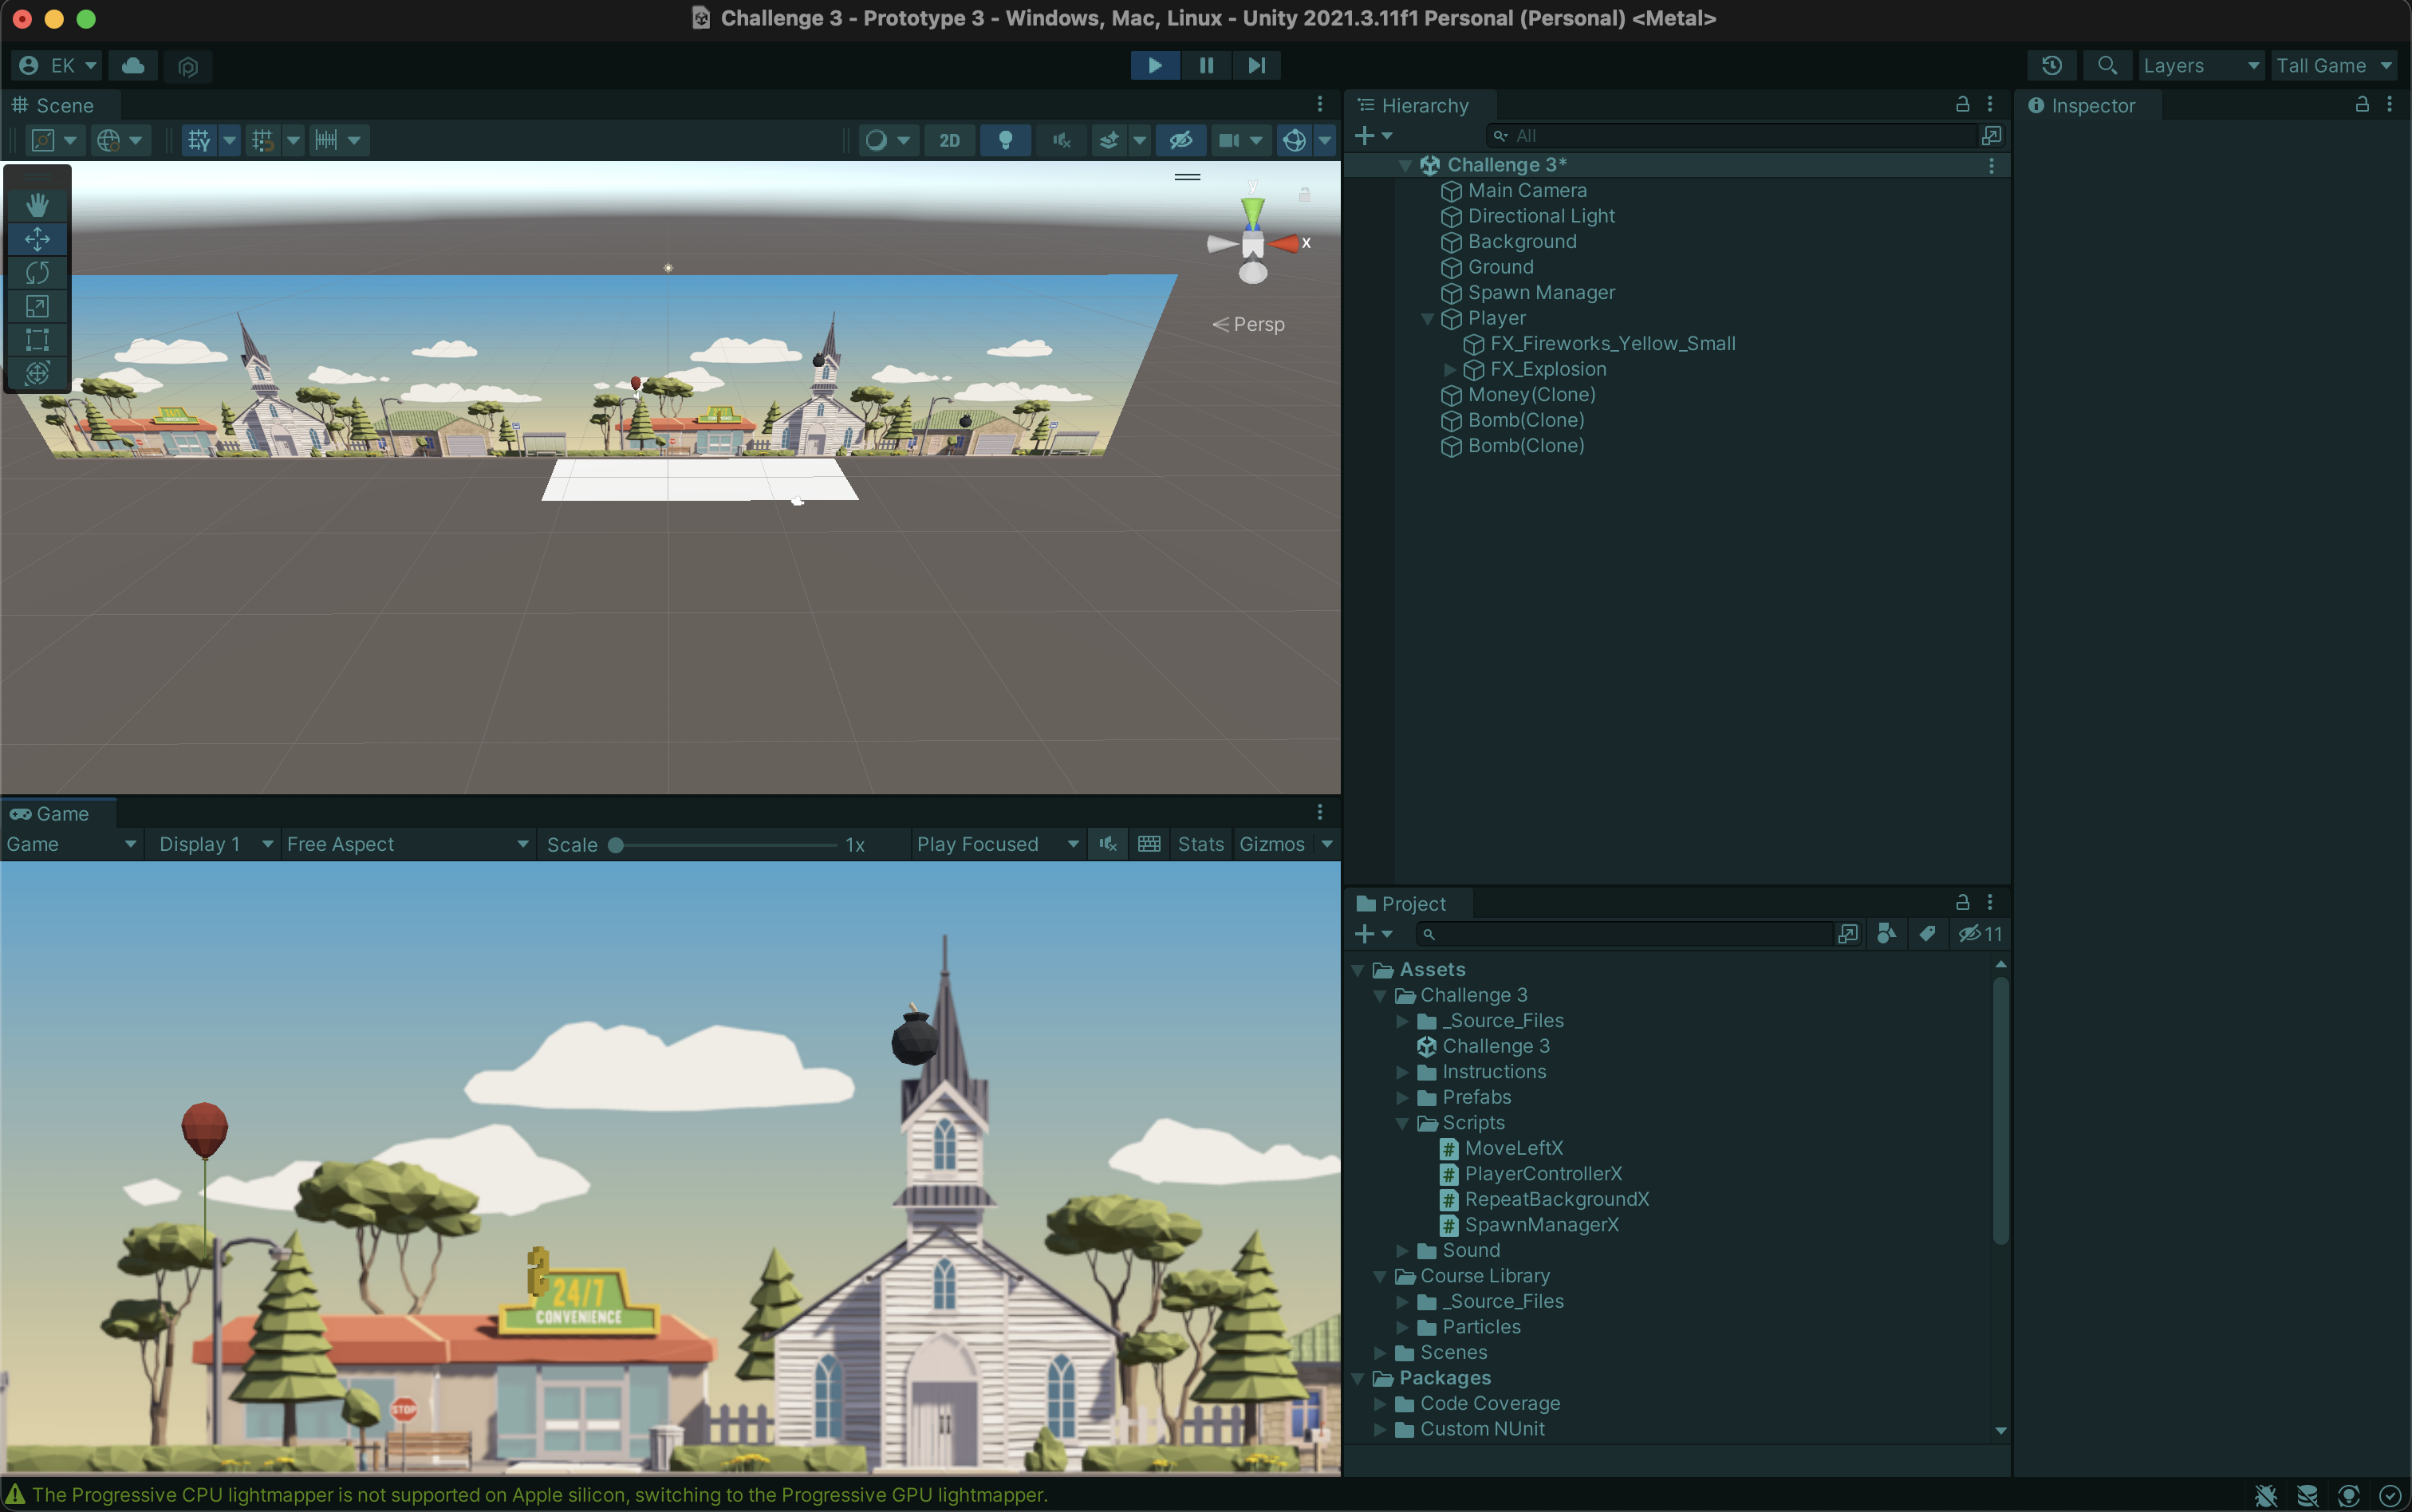 Challenge 3 - Prototype 3 - Windows, Mac, Linux - Unity 2021.3.11f1 Personal (Personal) <Metal>
EK
Layers
Tall Game
Scene
2D
y
x
Persp
Game
Game
Display 1
Free Aspect
Scale
1x
Play Focused
Stats
Gizmos
24/7
CONVENIENCE
STOP
Hierarchy
All
Challenge 3*
Main Camera
Directional Light
Background
Ground
Spawn Manager
Player
FX_Fireworks_Yellow_Small
FX_Explosion
Money(Clone)
Bomb(Clone)
Bomb(Clone)
Project
11
Assets
Challenge 3
_Source_Files
Challenge 3
Instructions
Prefabs
Scripts
MoveLeftX
PlayerControllerX
RepeatBackgroundX
SpawnManagerX
Sound
Course Library
_Source_Files
Particles
Scenes
Packages
Code Coverage
Custom NUnit
Inspector
The Progressive CPU lightmapper is not supported on Apple silicon, switching to the Progressive GPU lightmapper.